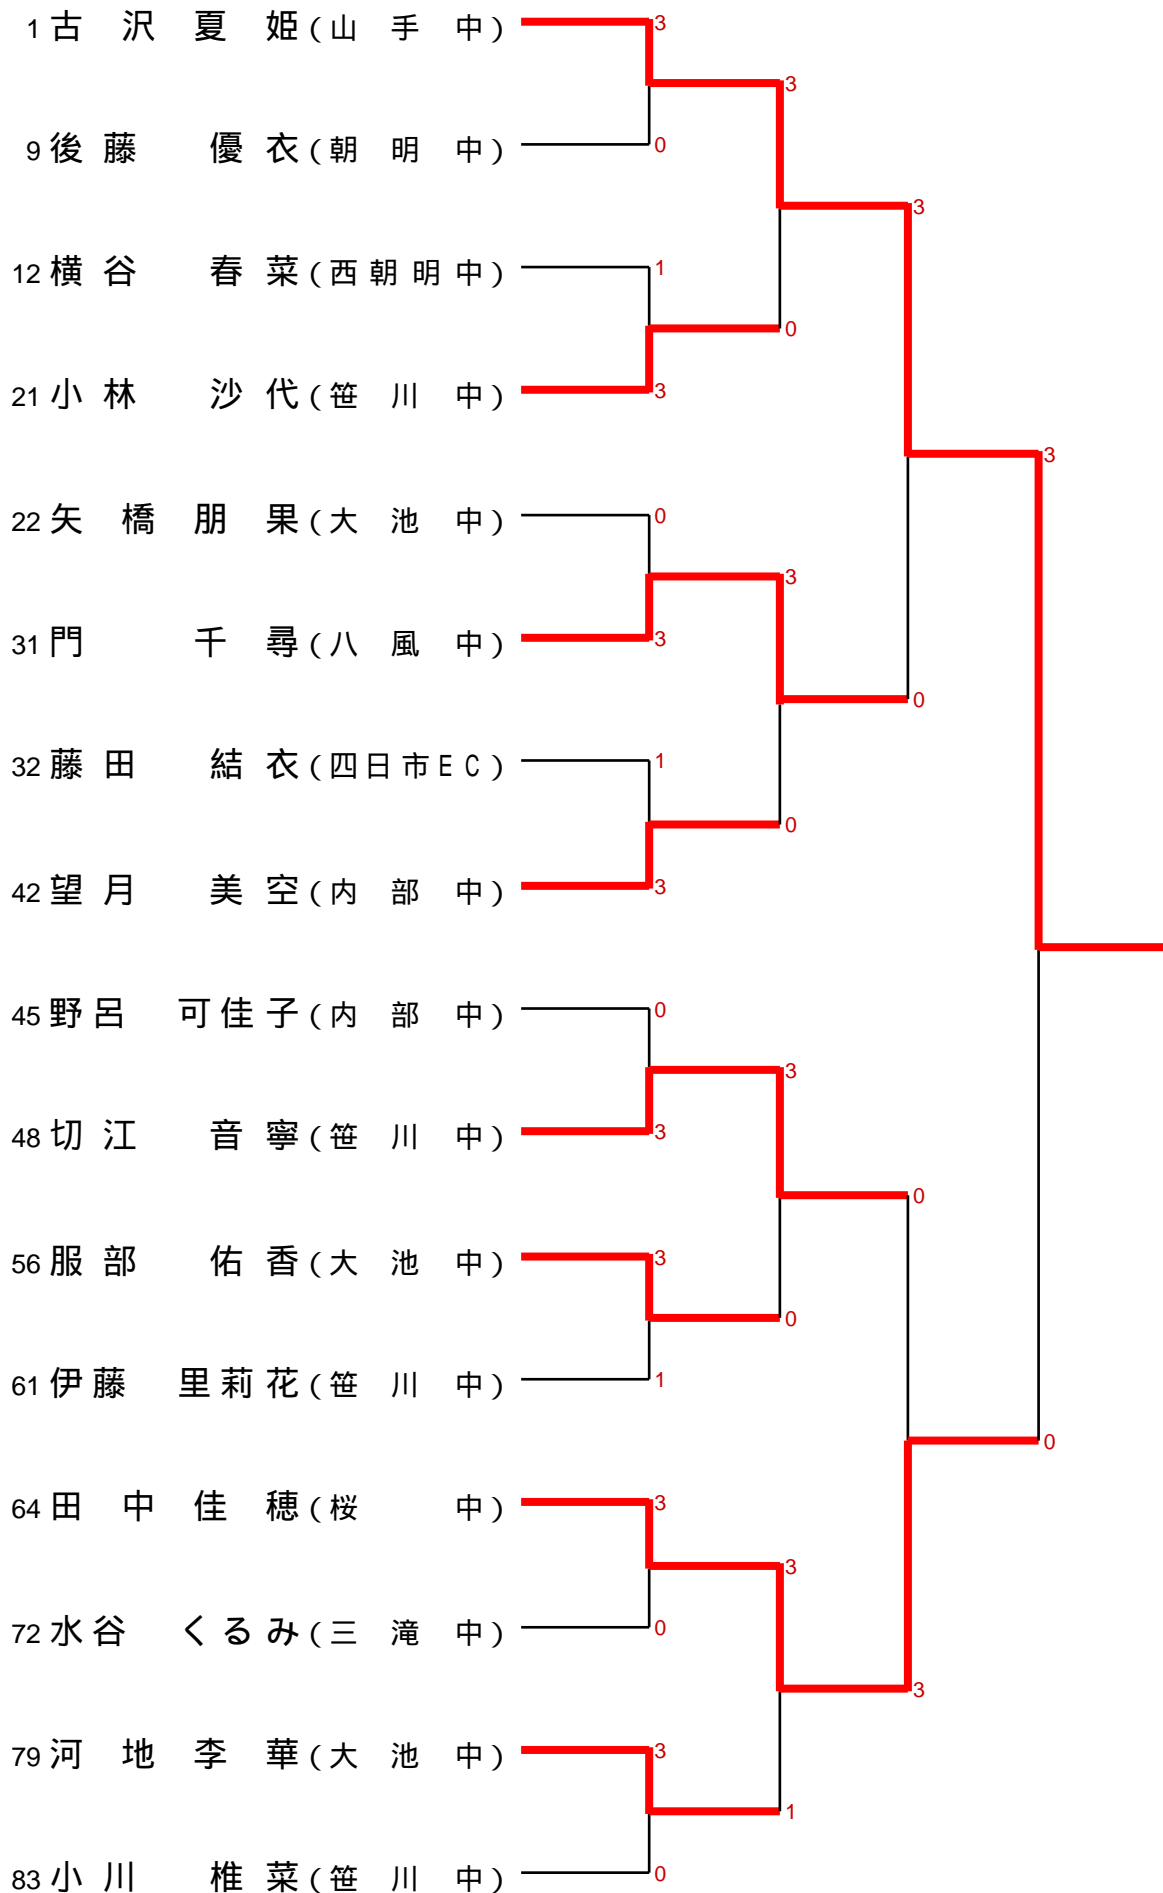 1 古沢夏姫(山手中) 3
3
9 後藤 優衣(朝明中) 0
3
12 横谷 春菜(西朝明中) 1
0
21 小林 沙代(笹川中) 3
3
22 矢橋朋果(大池中) 0
3
31 門 千尋(八風中) 3
0
32 藤田 結衣(四日市EC) 1
0
42 望月 美空(内部中) 3
45 野呂 可佳子(内部中) 0
3
48 切江 音寧(笹川中) 3
0
56 服部 佑香(大池中) 3
0
61 伊藤 里莉花(笹川中) 1
0
64 田中佳穂(桜中) 3
3
72 水谷 くるみ(三滝中) 0
3
79 河地李華(大池中) 3
1
83 小川 椎菜(笹川中) 0